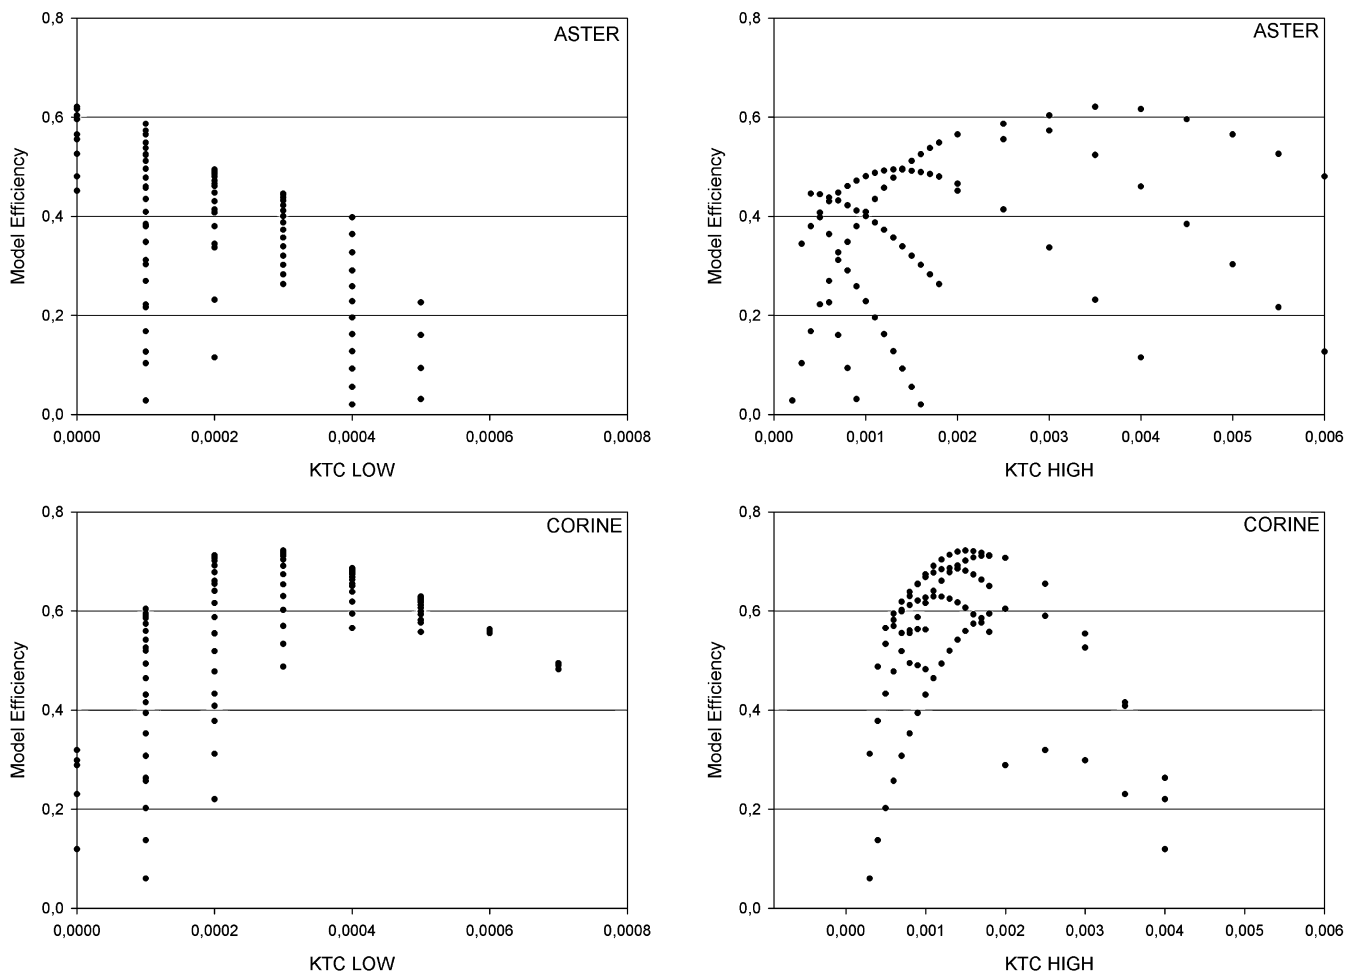 0,8
ASTER
0,6
0,4
0,2
0,0
Model Efficiency
0,0000 0,0002 0,0004 0,0006 0,0008
KTC LOW
0,8
ASTER
0,6
0,4
0,2
0,0
Model Efficiency
0,000 0,001 0,002 0,003 0,004 0,005 0,006
KTC HIGH
0,8
CORINE
0,6
0,4
0,2
0,0
Model Efficiency
0,0000 0,0002 0,0004 0,0006 0,0008
KTC LOW
0,8
CORINE
0,6
0,4
0,2
0,0
Model Efficiency
0,000 0,001 0,002 0,003 0,004 0,005 0,006
KTC HIGH